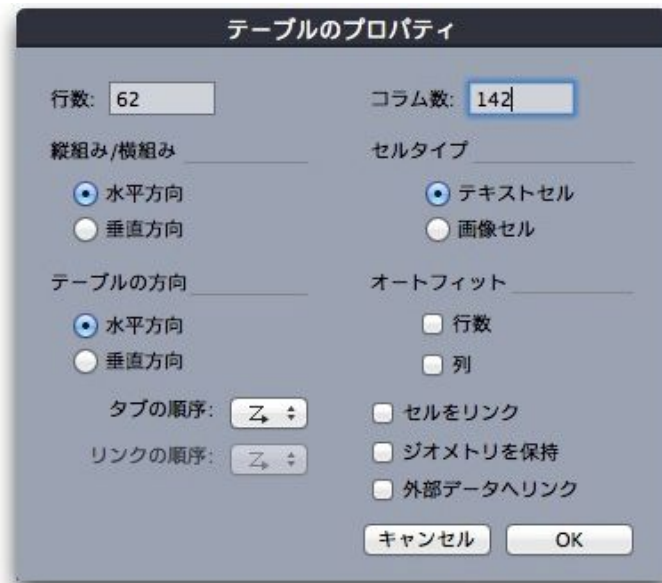 テーブルのプロパティ
行数: 62
コラム数: 142
縦組み/横組み
水平方向
垂直方向
セルタイプ
テキストセル
画像セル
テーブルの方向
水平方向
垂直方向
オートフィット
行数
列
タブの順序:
リンクの順序:
セルをリンク
ジオメトリを保持
外部データへリンク
キャンセル
OK